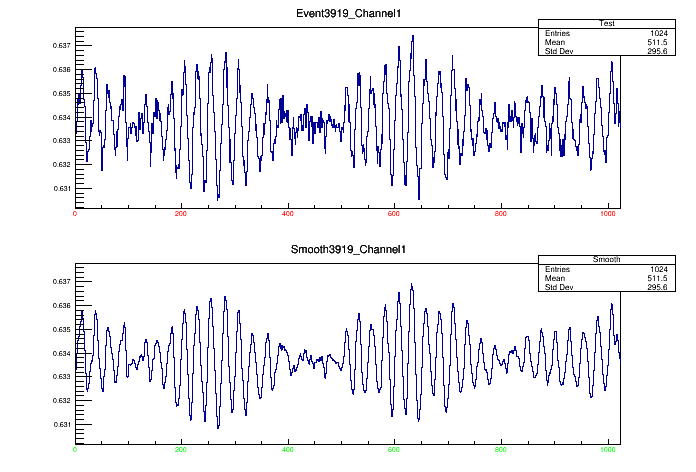 Event3919_Channel1
Test
Entries 1024
Mean 511.5
Std Dev 295.6
0.637
0.636
0.635
0.634
0.633
0.632
0.631
0 200 400 600 800 1000
Smooth3919_Channel1
Smooth
Entries 1024
Mean 511.5
Std Dev 295.6
0.637
0.636
0.635
0.634
0.633
0.632
0.631
0 200 400 600 800 1000